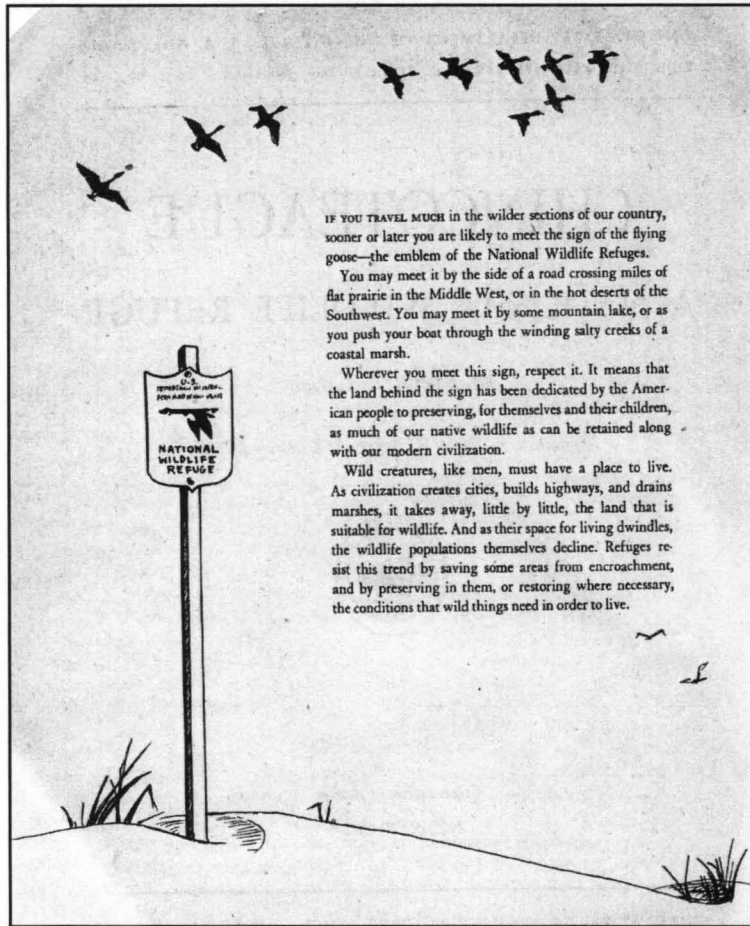 IF YOU TRAVEL MUCH in the wilder sections of our country,
sooner or later you are likely to meet the sign of the flying
goose—the emblem of the National Wildlife Refuges.
You may meet it by the side of a road crossing miles of
flat prairie in the Middle West, or in the hot deserts of the
Southwest. You may meet it by some mountain lake, or as
you push your boat through the winding salty creeks of a
coastal marsh.
Wherever you meet this sign, respect it. It means that
the land behind the sign has been dedicated by the Amer-
ican people to preserving, for themselves and their children,
as much of our native wildlife as can be retained along
with our modern civilization.
Wild creatures, like men, must have a place to live.
As civilization creates cities, builds highways, and drains
marshes, it takes away, little by little, the land that is
suitable for wildlife. And as their space for living dwindles,
the wildlife populations themselves decline. Refuges re-
sist this trend by saving some areas from encroachment,
and by preserving in them, or restoring where necessary,
the conditions that wild things need in order to live.
U.S.
NATIONAL
WILDLIFE
REFUGE